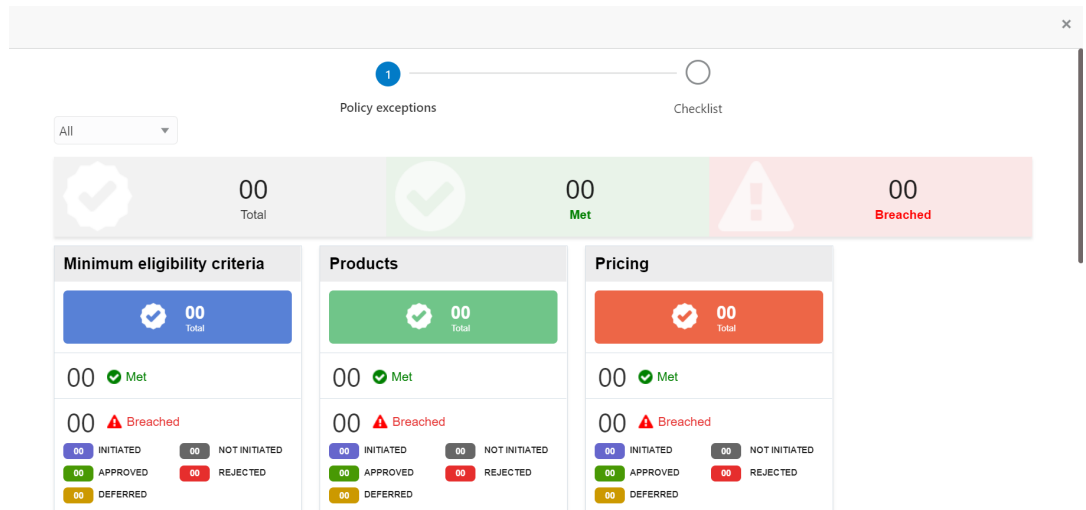 ×
1
Policy exceptions
Checklist
All
00
00
00
Total
Met
Breached
Minimum eligibility criteria
Products
Pricing
00
Total
00
Total
00
Total
00 Met
00 Met
00 Met
00 Breached
00 Breached
00 Breached
00 INITIATED 00 NOT INITIATED
00 INITIATED 00 NOT INITIATED
00 INITIATED 00 NOT INITIATED
00 APPROVED 00 REJECTED
00 APPROVED 00 REJECTED
00 APPROVED 00 REJECTED
00 DEFERRED
00 DEFERRED
00 DEFERRED